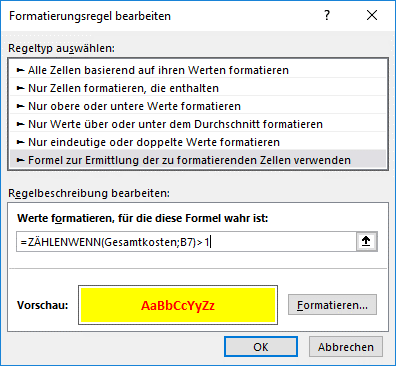 Formatierungsregel bearbeiten
Regeltyp auswählen:
► Alle Zellen basierend auf ihren Werten formatieren
► Nur Zellen formatieren, die enthalten
► Nur obere oder untere Werte formatieren
► Nur Werte über oder unter dem Durchschnitt formatieren
► Nur eindeutige oder doppelte Werte formatieren
► Formel zur Ermittlung der zu formatierenden Zellen verwenden
Regelbeschreibung bearbeiten:
Werte formatieren, für die diese Formel wahr ist:
=ZÄHLENWENN(Gesamtkosten;B7)>1
Vorschau: AaBbCcYyZz Formatieren...
OK Abbrechen